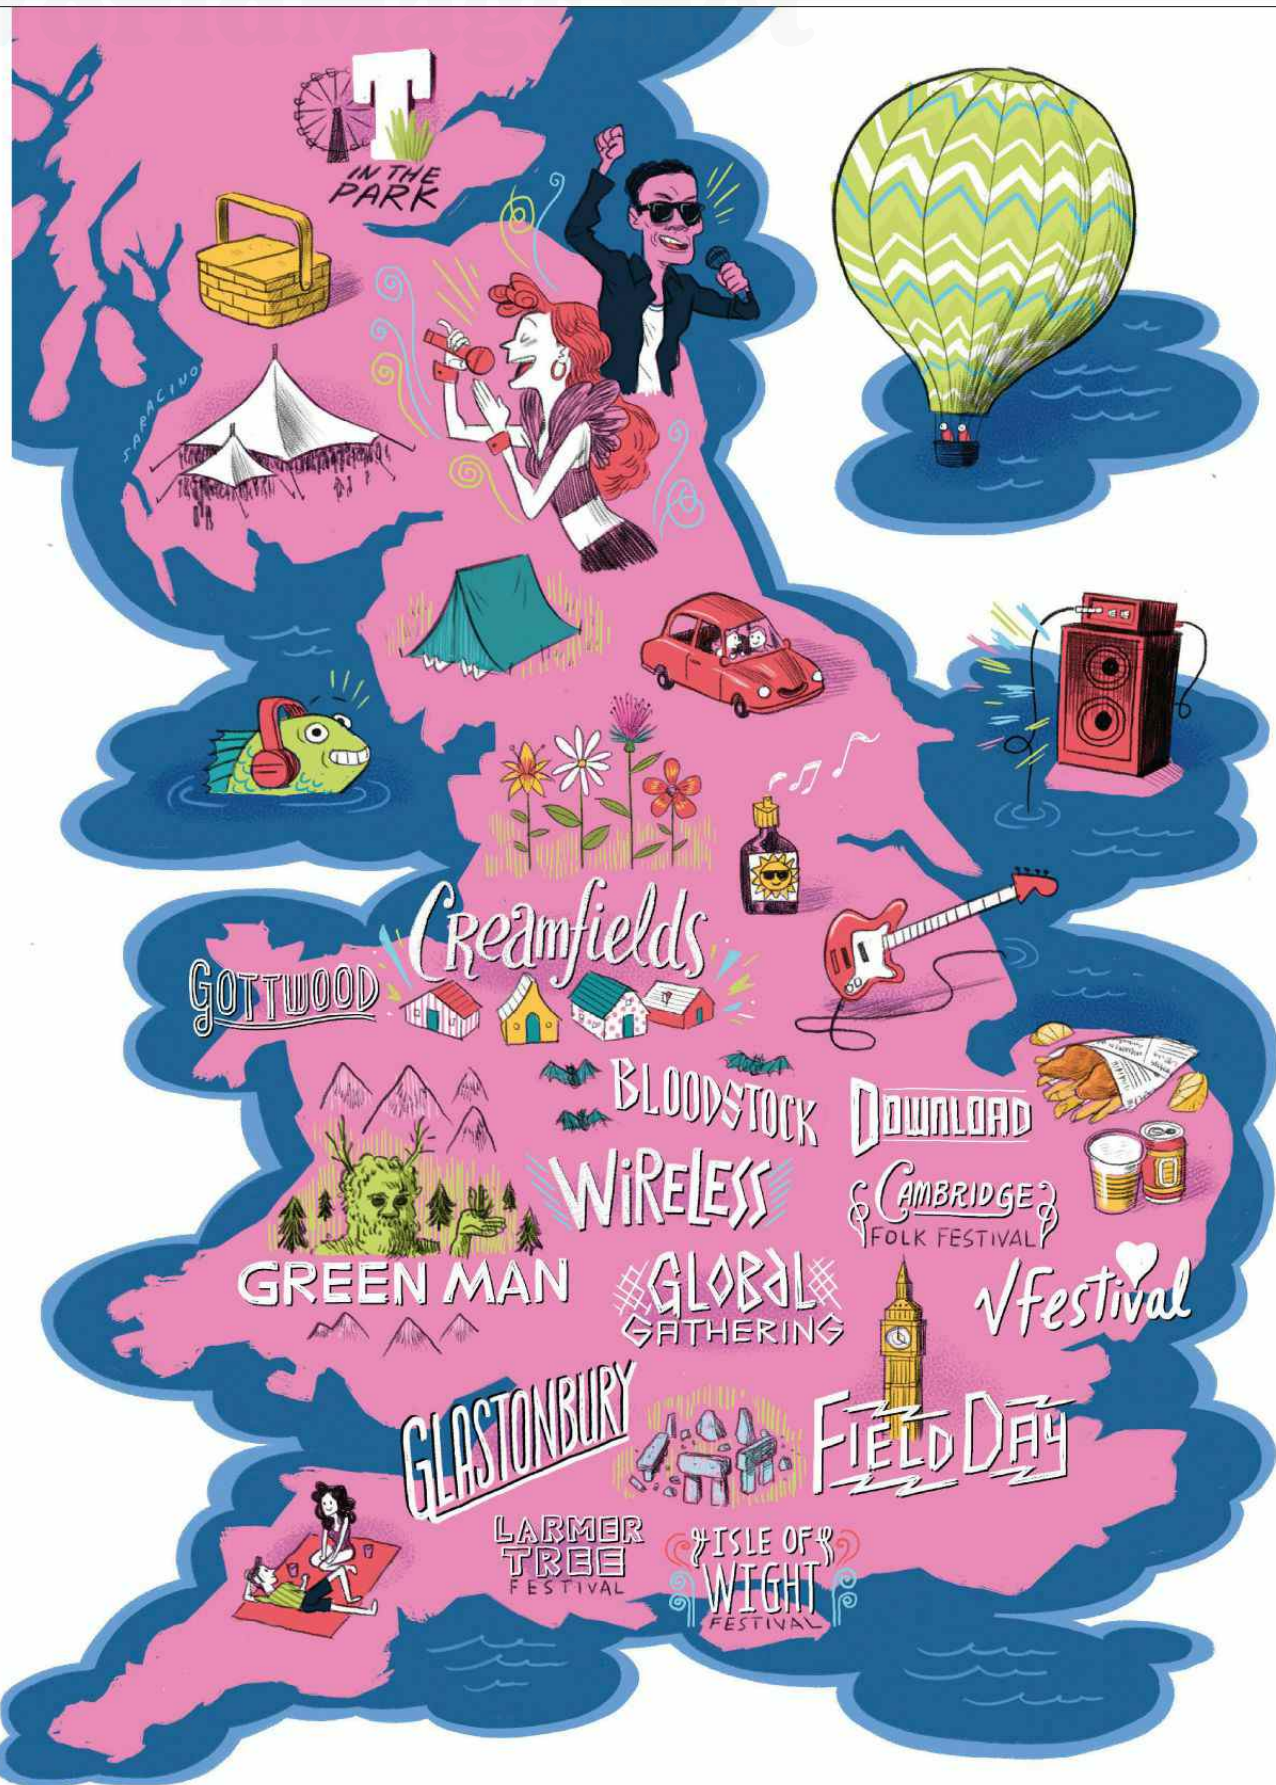 T
IN THE
PARK
SARACINO
CREAMfields
GOTTWOOD
BLOODSTOCK
DOWNLOAD
WiRELESS
CAMBRIDGE
FOLK FESTIVAL
GREEN MAN
GLOBAL
GATHERING
Vfestival
GLASTONBURY
FIELD DAY
LARMER
TREE
FESTIVAL
ISLE OF
WIGHT
FESTIVAL